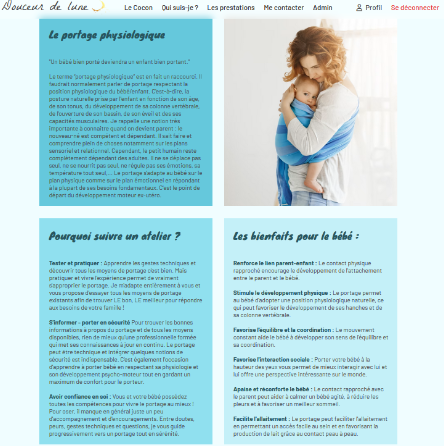 Douceur de lune
Le Cocon Qui suis-je ? Les prestations Me contacter Admin Profil Se déconnecter
Le portage physiologique
"Un bébé bien porté deviendra un enfant bien portant."
Le terme "portage physiologique" est en fait un raccourci. Il
faudrait normalement parler de portage respectant la
position physiologique du bébé/enfant. C'est-à-dire, la
posture naturelle prise par l'enfant en fonction de son âge,
de son tonus, du développement de sa colonne vertébrale,
de l'ouverture de son bassin, de son éveil et des ses
capacités musculaires. Je rappelle une notion très
importante à connaître quand on devient parent : le
nouveau né est compétent et dépendant. Il sait faire et
comprendre plein de choses notamment sur les plans
sensoriel et relationnel. Cependant, le petit humain reste
complètement dépendant des adultes. Il ne se déplace pas
seul, ne se nourrit pas seul, ne régule pas ses émotions, sa
température tout seul,... Le portage s'adapte au bébé sur le
plan physique comme sur le plan émotionnel en répondant
à la plupart de ses besoins fondamentaux. C'est le point de
départ du développement moteur ex-utero.
Pourquoi suivre un atelier ?
Tester et pratiquer : Apprendre les gestes techniques et
découvrir tous les moyens de portage c'est bien. Mais
pratiquer et vivre l'expérience permet de vraiment
s'approprier le portage. Je m'adapte entièrement à vous et
vous propose d'essayer tous les moyens de portage
existants afin de trouver LE bon, LE meilleur pour répondre
aux besoins de votre famille !
S'informer - porter en sécurité Pour trouver les bonnes
informations à propos du portage et de tous les moyens
disponibles, rien de mieux qu'une professionnelle formée
qui met ses connaissances à jour en continu. Le portage
peut être technique et intégrer quelques notions de
sécurité est indispensable. C'est également l'occasion
d'apprendre à porter bébé en respectant sa physiologie et
son développement psycho-moteur tout en gardant un
maximum de confort pour le porteur.
Avoir confiance en soi : Vous et votre bébé possédez
toutes les compétences pour vivre le portage au mieux !
Pour oser, il manque en général juste un peu
d'accompagnement et d'encouragements. Entre doutes,
peurs, gestes techniques et questions, je vous guide
progressivement vers un portage tout en sérénité.
Les bienfaits pour le bébé :
Renforce le lien parent-enfant : Le contact physique
rapproché encourage le développement de l'attachement
entre le parent et le bébé.
Stimule le développement physique : Le portage permet
au bébé d'adopter une position physiologique naturelle, ce
qui peut favoriser le développement de ses hanches et de
sa colonne vertébrale.
Favorise l'équilibre et la coordination : Le mouvement
constant aide le bébé à développer son sens de l'équilibre et
sa coordination.
Favorise l'interaction sociale : Porter votre bébé à la
hauteur des yeux vous permet de mieux interagir avec lui et
lui offre une perspective intéressante sur le monde.
Apaise et réconforte le bébé : Le contact rapproché avec
le parent peut aider à calmer un bébé agité, à réduire les
pleurs et à favoriser un meilleur sommeil.
Facilite l'allaitement : Le portage peut faciliter l'allaitement
en permettant un accès facile au sein et en favorisant la
production de lait grâce au contact peau à peau.